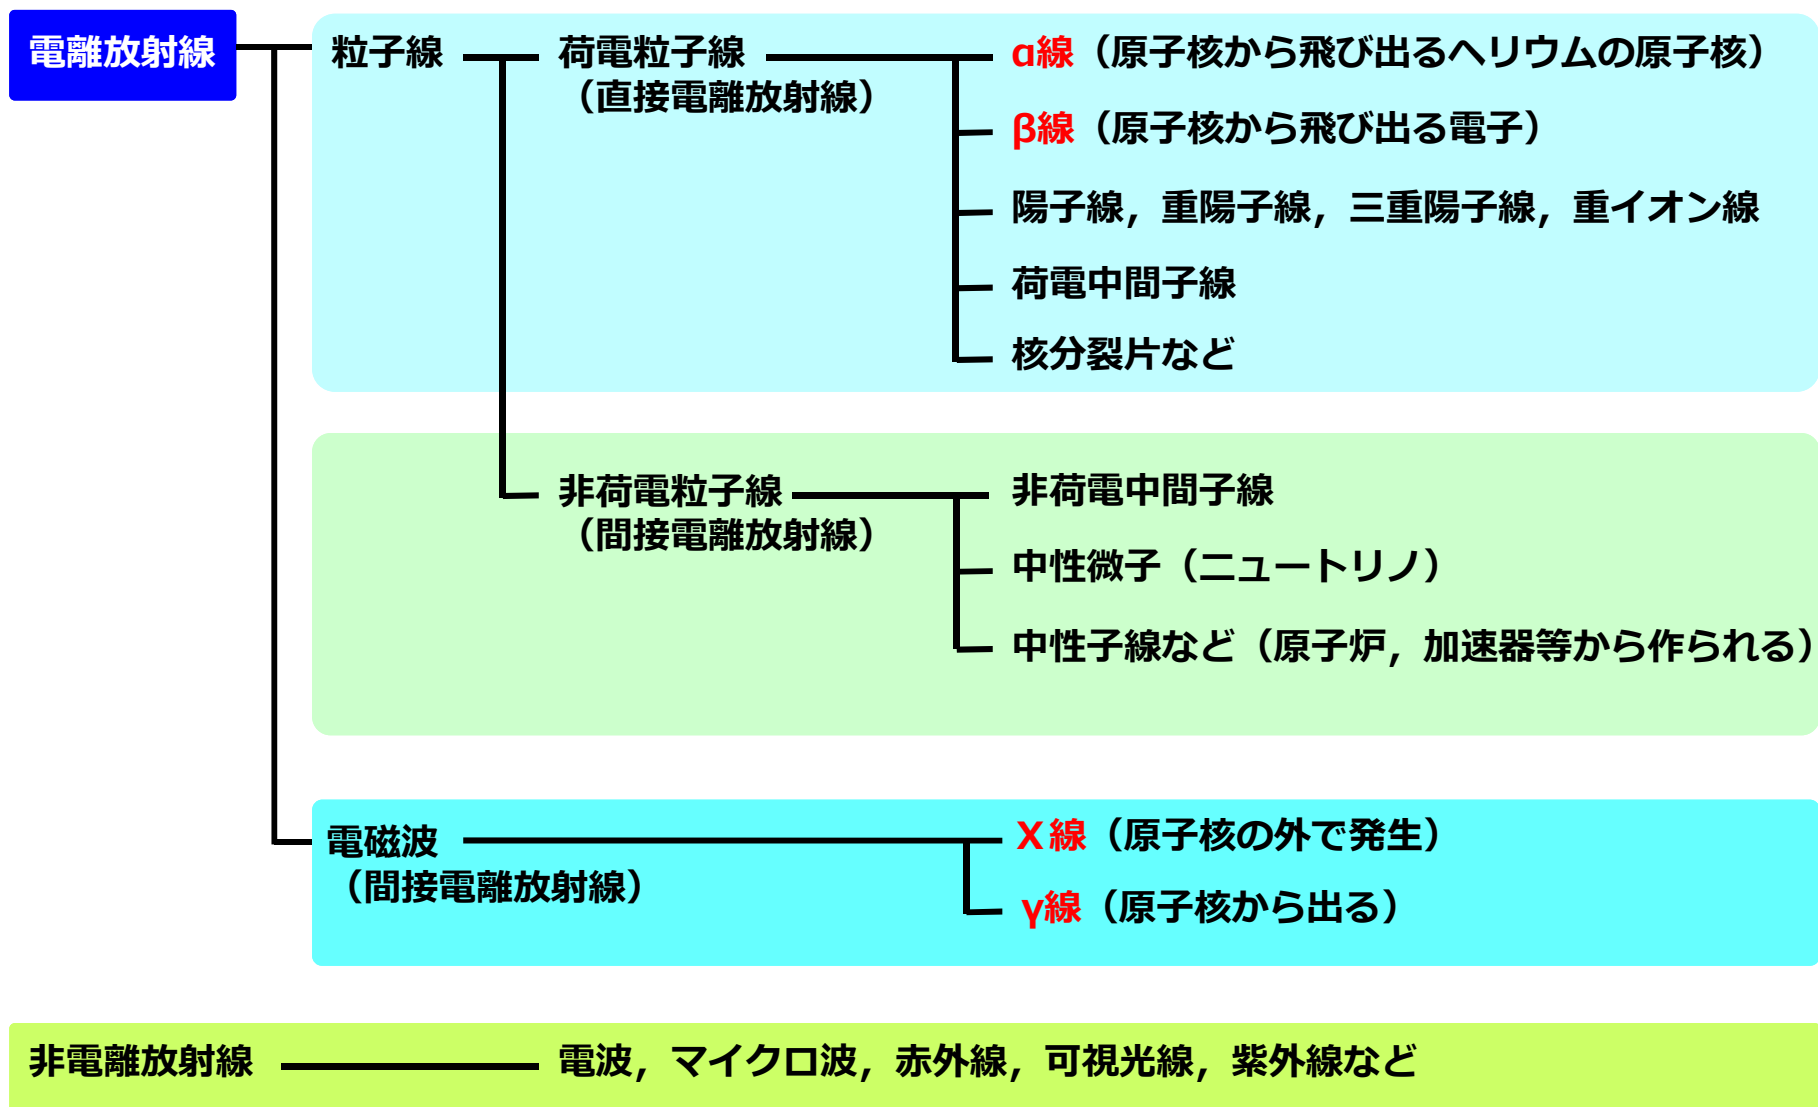 電離放射線
粒子線
荷電粒子線
（直接電離放射線）
α線（原子核から飛び出るヘリウムの原子核）
β線（原子核から飛び出る電子）
陽子線，重陽子線，三重陽子線，重イオン線
荷電中間子線
核分裂片など
非荷電粒子線
（間接電離放射線）
非荷電中間子線
中性微子（ニュートリノ）
中性子線など（原子炉，加速器等から作られる）
電磁波
（間接電離放射線）
X線（原子核の外で発生）
γ線（原子核から出る）
非電離放射線
電波，マイクロ波，赤外線，可視光線，紫外線など